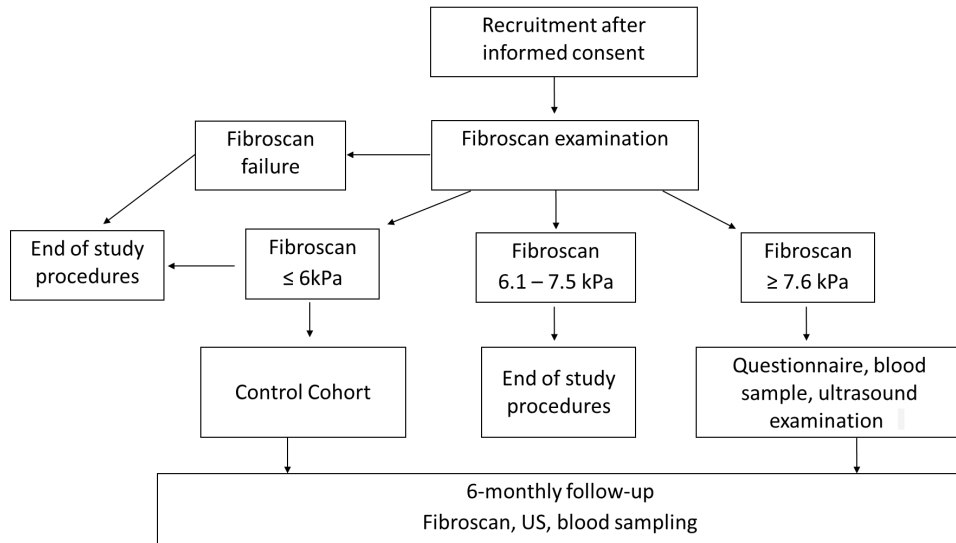 Recruitment after
informed consent
Fibroscan
failure
Fibroscan examination
End of study
procedures
Fibroscan
≤ 6kPa
Fibroscan
6.1 – 7.5 kPa
Fibroscan
≥ 7.6 kPa
Control Cohort
End of study
procedures
Questionnaire, blood
sample, ultrasound
examination
6-monthly follow-up
Fibroscan, US, blood sampling